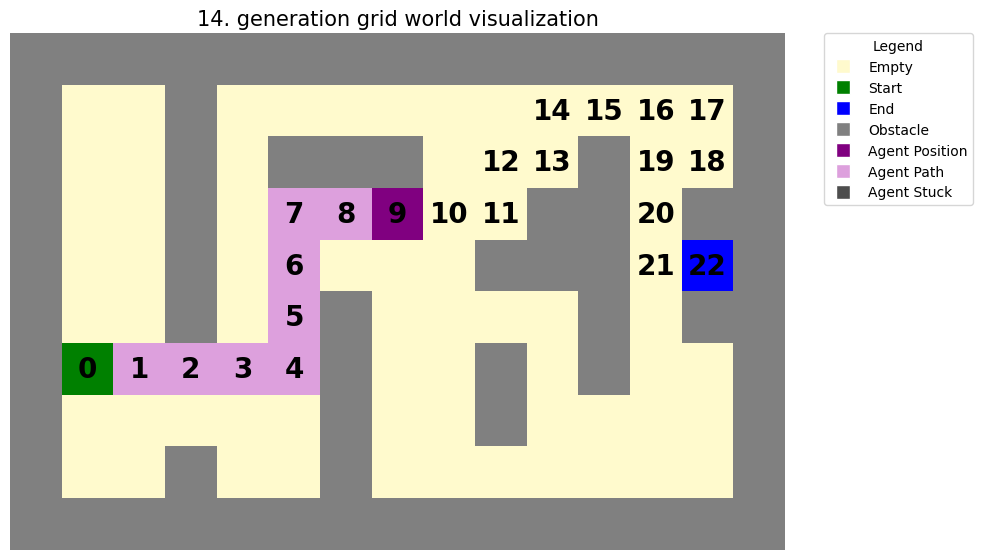 14. generation grid world visualization
Legend
Empty
Start
End
Obstacle
Agent Position
Agent Path
Agent Stuck
14 15 16 17
12 13 19 18
7 8 9 10 11 20
6 21 22
5
0 1 2 3 4